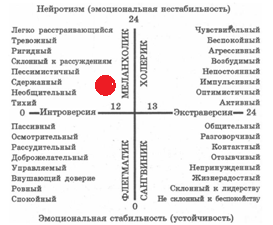 Нейротизм (эмоциональная нестабильность)
24
Легко расстраивающийся
Тревожный
Ригидный
Склонный к рассуждениям
Пессимистичный
Сдержанный
Необщительный
Тихий
МЕЛАНХОЛИК
ХОЛЕРИК
Чувствительный
Беспокойный
Агрессивный
Возбудимый
Непостоянный
Импульсивный
Оптимистичный
Активный
0 Интроверсия 12 13 Экстраверсия 24
Пассивный
Осмотрительный
Рассудительный
Доброжелательный
Управляемый
Внушающий доверие
Ровный
Спокойный
ФЛЕГМАТИК
САНГВИНИК
Общительный
Разговорчивый
Контактный
Отзывчивый
Непринужденный
Жизнерадостный
Склонный к лидерству
Не склонный к беспокойству
0
Эмоциональная стабильность (устойчивость)